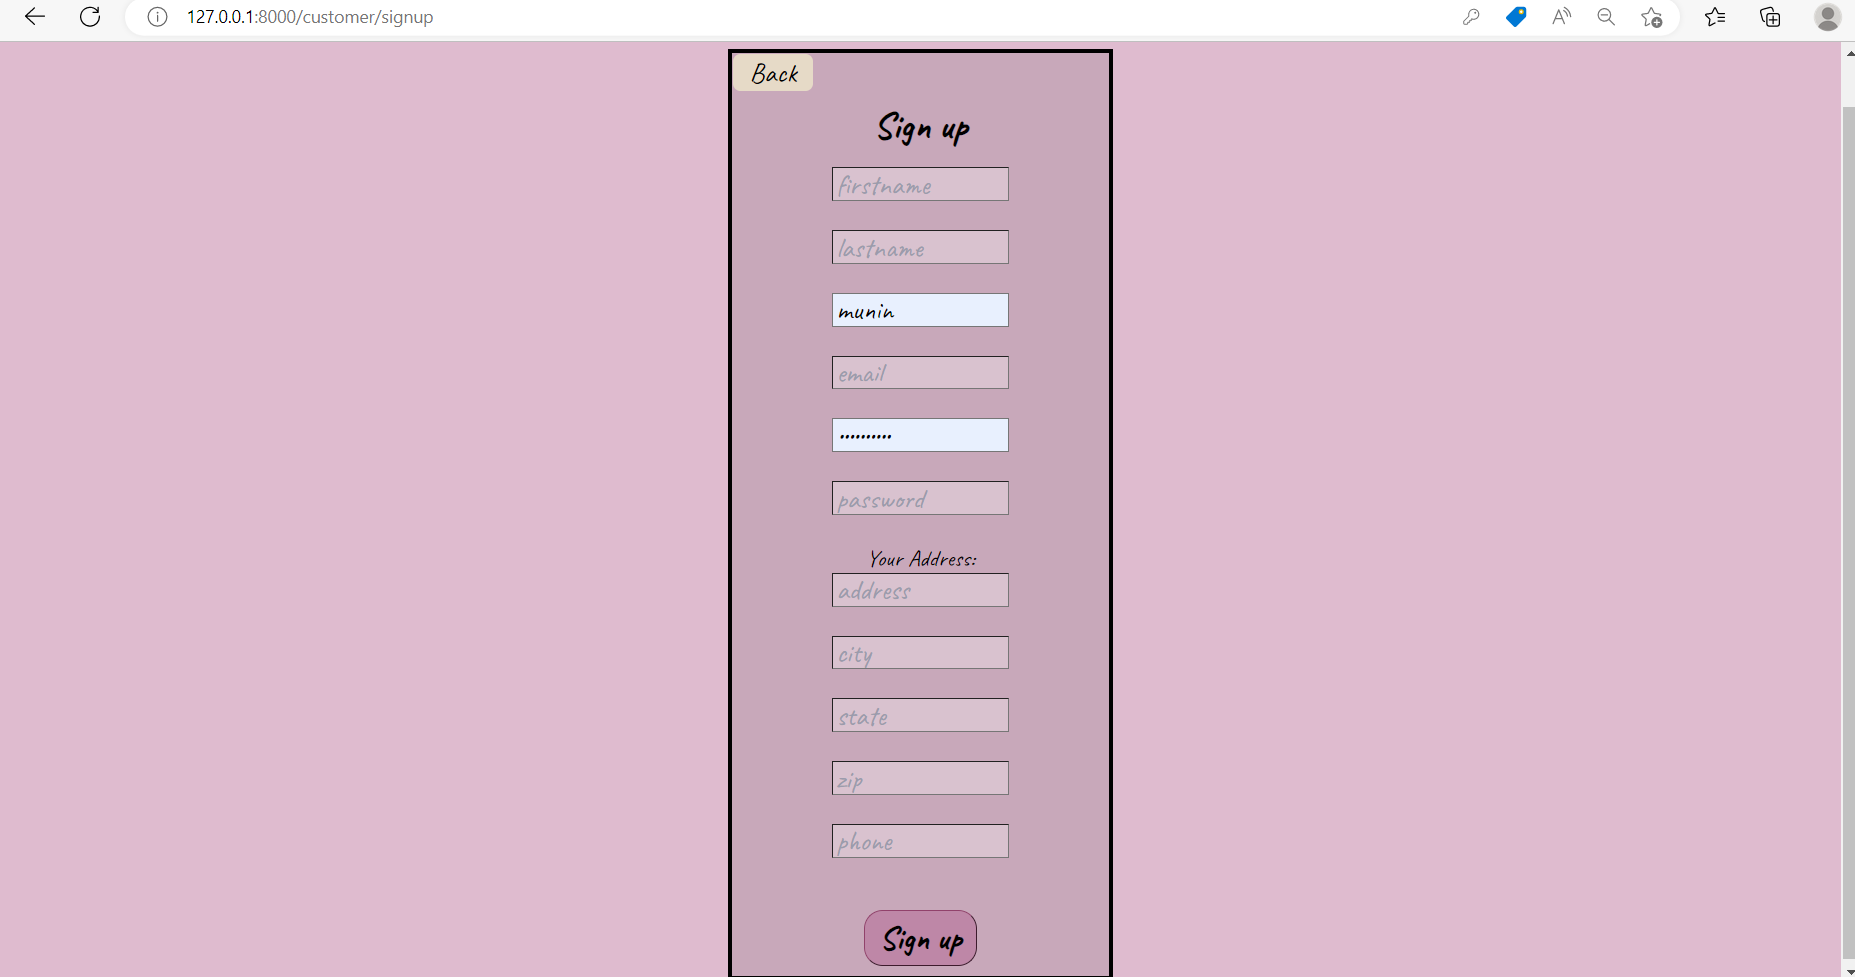 127.0.0.1:8000/customer/signup
Back
Sign up
firstname
lastname
munin
email
••••••••••
password
Your Address:
address
city
state
zip
phone
Sign up